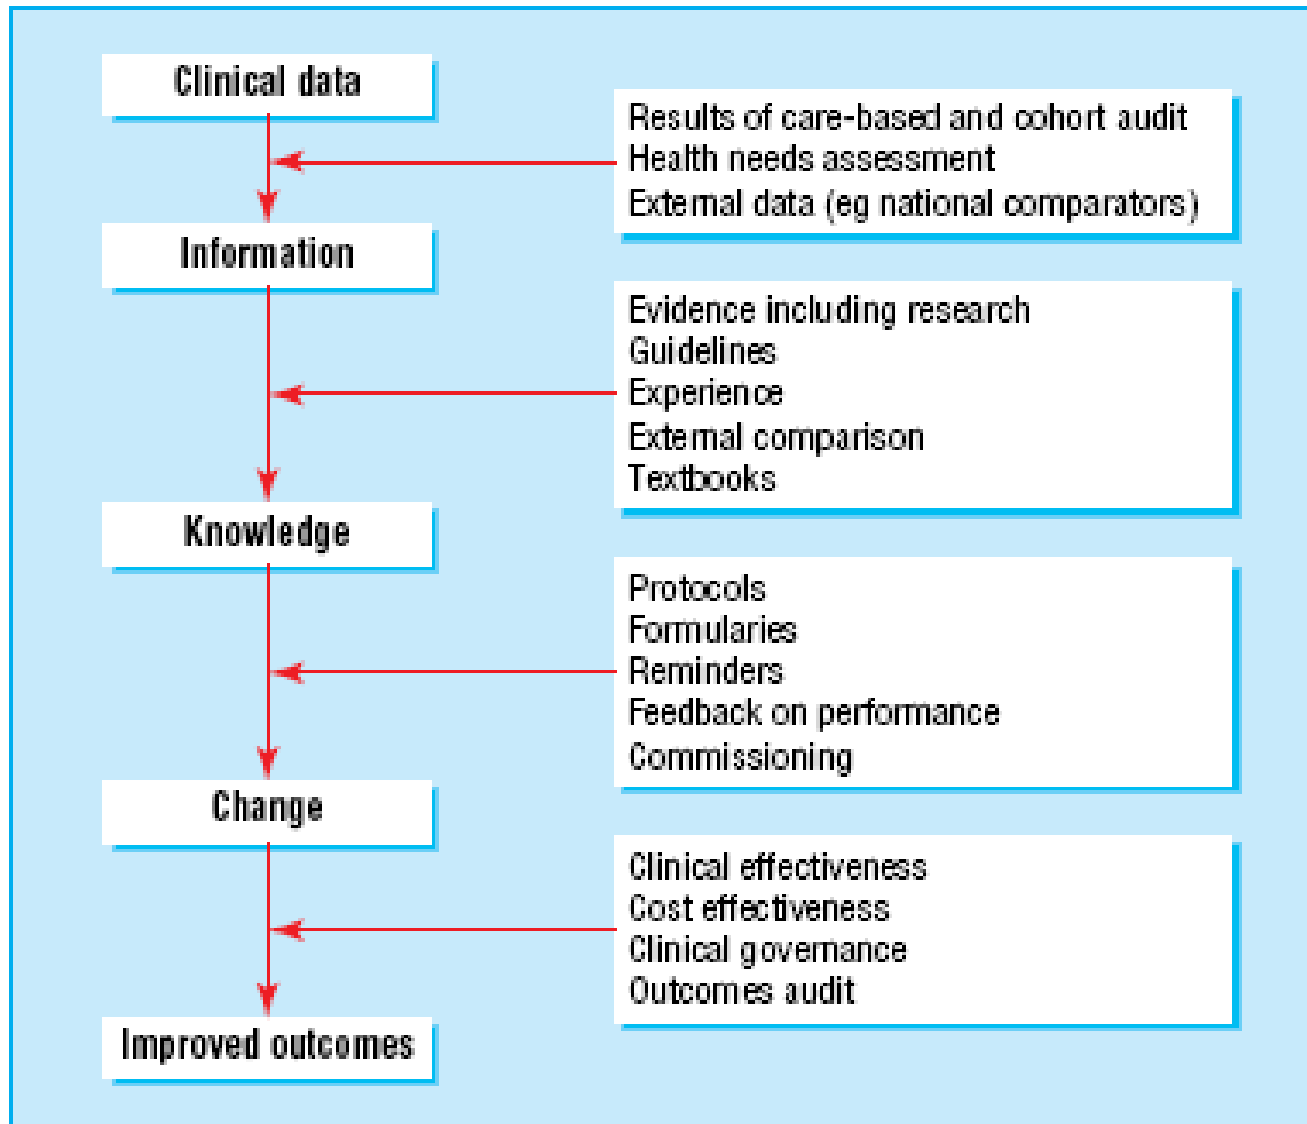 Clinical data
Results of care-based and cohort audit
Health needs assessment
External data (eg national comparators)
Information
Evidence including research
Guidelines
Experience
External comparison
Textbooks
Knowledge
Protocols
Formularies
Reminders
Feedback on performance
Commissioning
Change
Clinical effectiveness
Cost effectiveness
Clinical governance
Outcomes audit
Improved outcomes